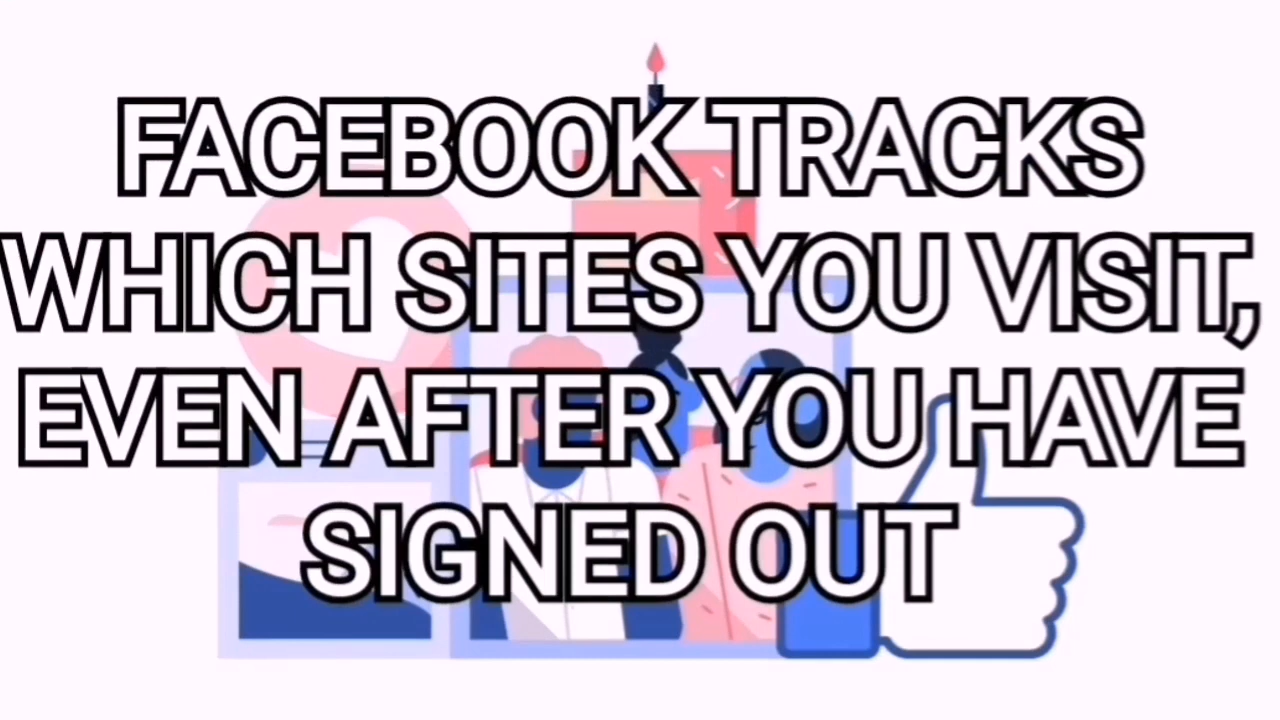 FACEBOOK TRACKS
WHICH SITES YOU VISIT,
EVEN AFTER YOU HAVE
SIGNED OUT